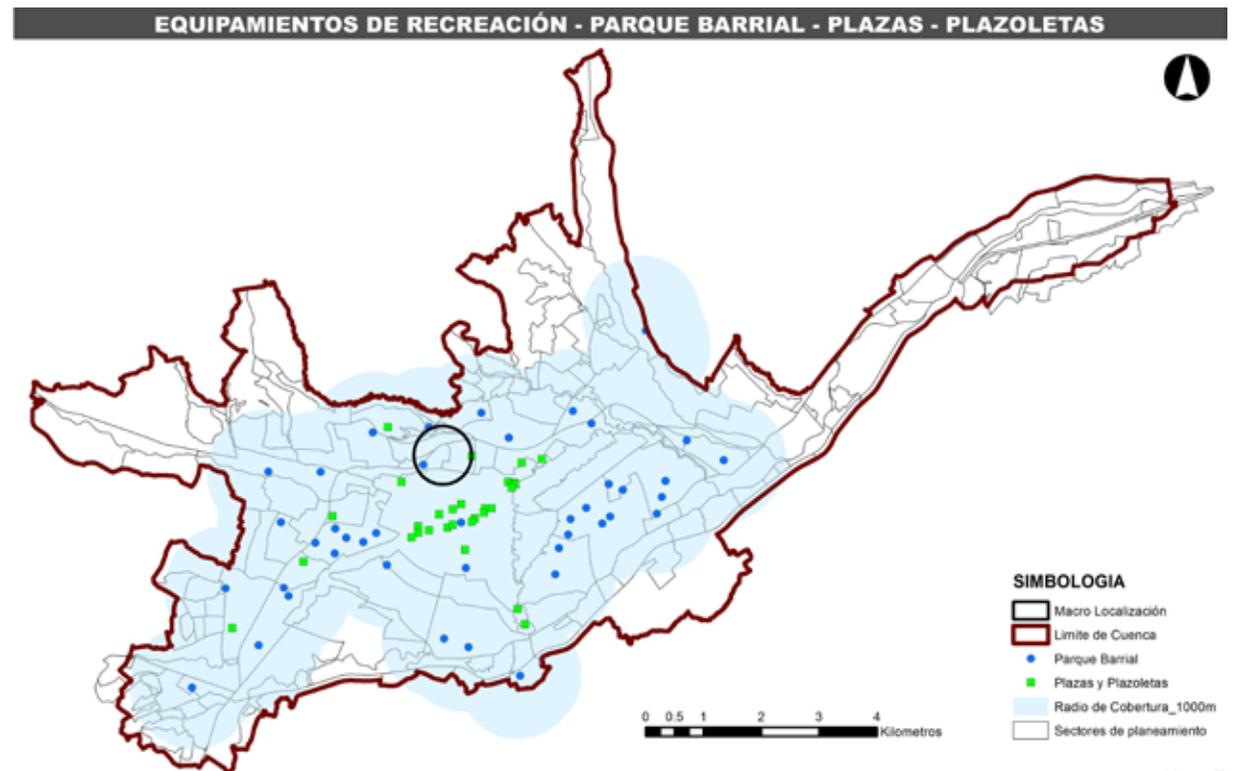 EQUIPAMIENTOS DE RECREACIÓN - PARQUE BARRIAL - PLAZAS - PLAZOLETAS
SIMBOLOGIA
Macro Localización
Limite de Cuenca
Parque Barrial
Plazas y Plazoletas
Radio de Cobertura_1000m
Sectores de planeamiento
0 0.5 1 2 3 4
Kilometros